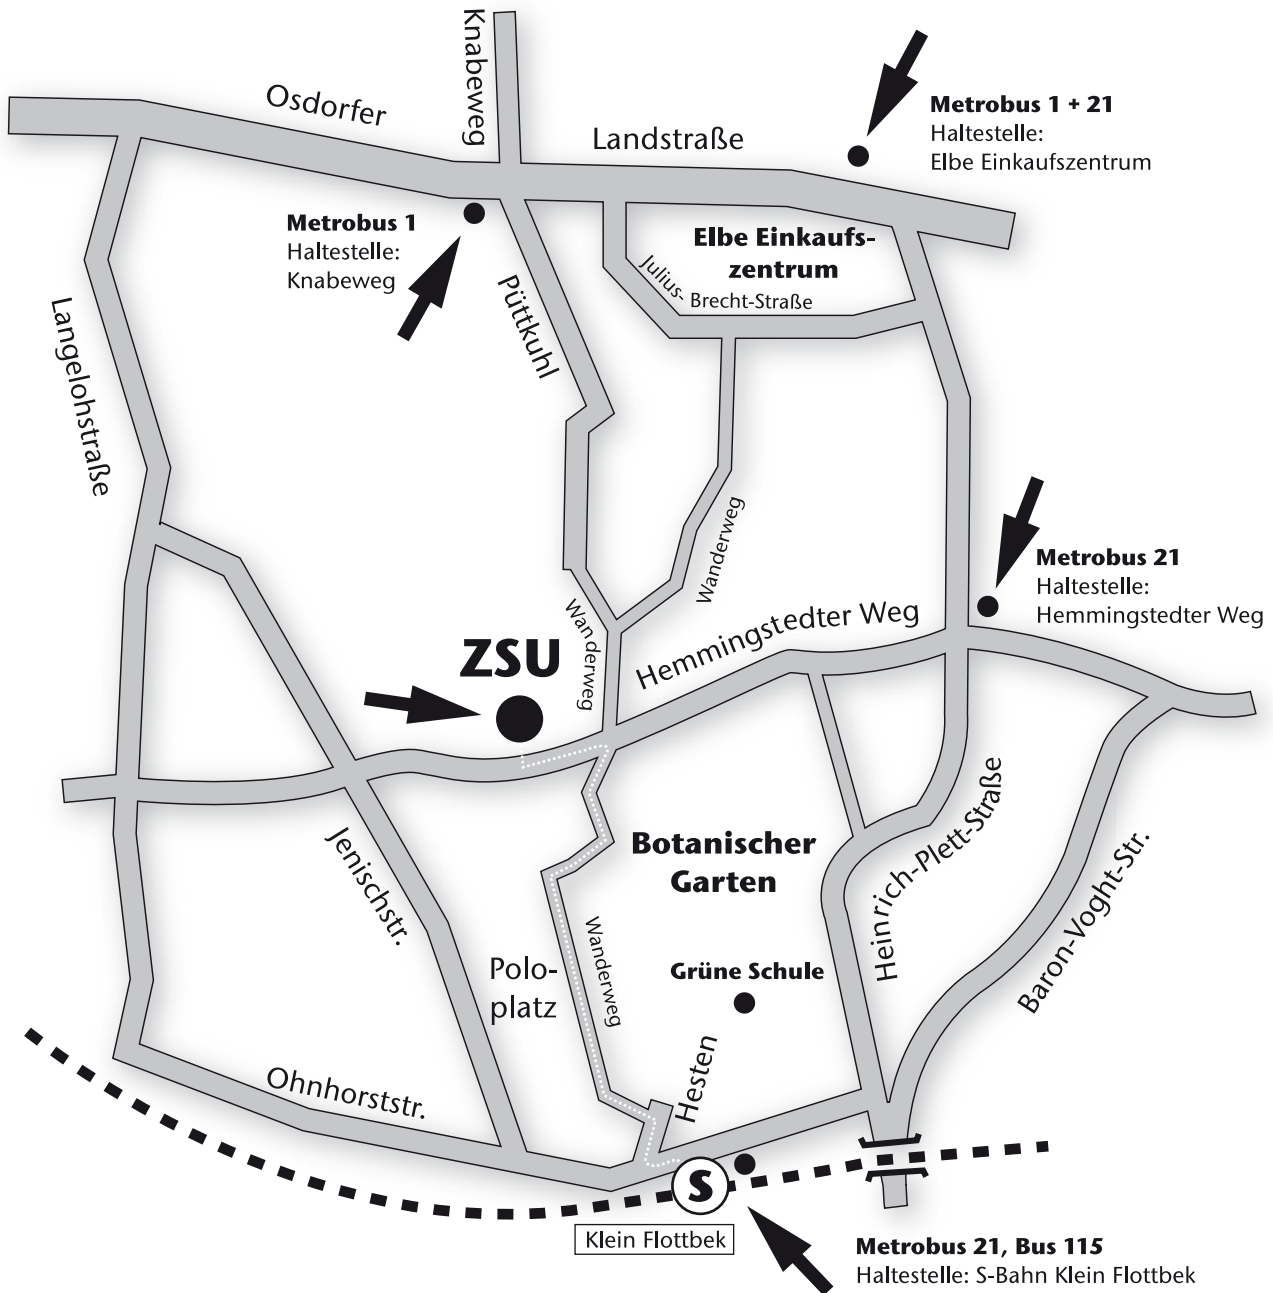 Knabeweg
Osdorfer
Landstraße
Metrobus 1 + 21
Haltestelle:
Elbe Einkaufszentrum
Metrobus 1
Haltestelle:
Knabeweg
Elbe Einkaufs-
zentrum
Julius-
Brecht-Straße
Püttkuhl
Langelohstraße
Wanderweg
Metrobus 21
Haltestelle:
Hemmingstedter Weg
Wanderweg
Hemmingstedter Weg
ZSU
Jenischstr.
Botanischer
Garten
Heinrich-Plett-Straße
Baron-Voght-Str.
Polo-
platz
Wanderweg
Grüne Schule
Hesten
Ohnhorststr.
S
Klein Flottbek
Metrobus 21, Bus 115
Haltestelle: S-Bahn Klein Flottbek